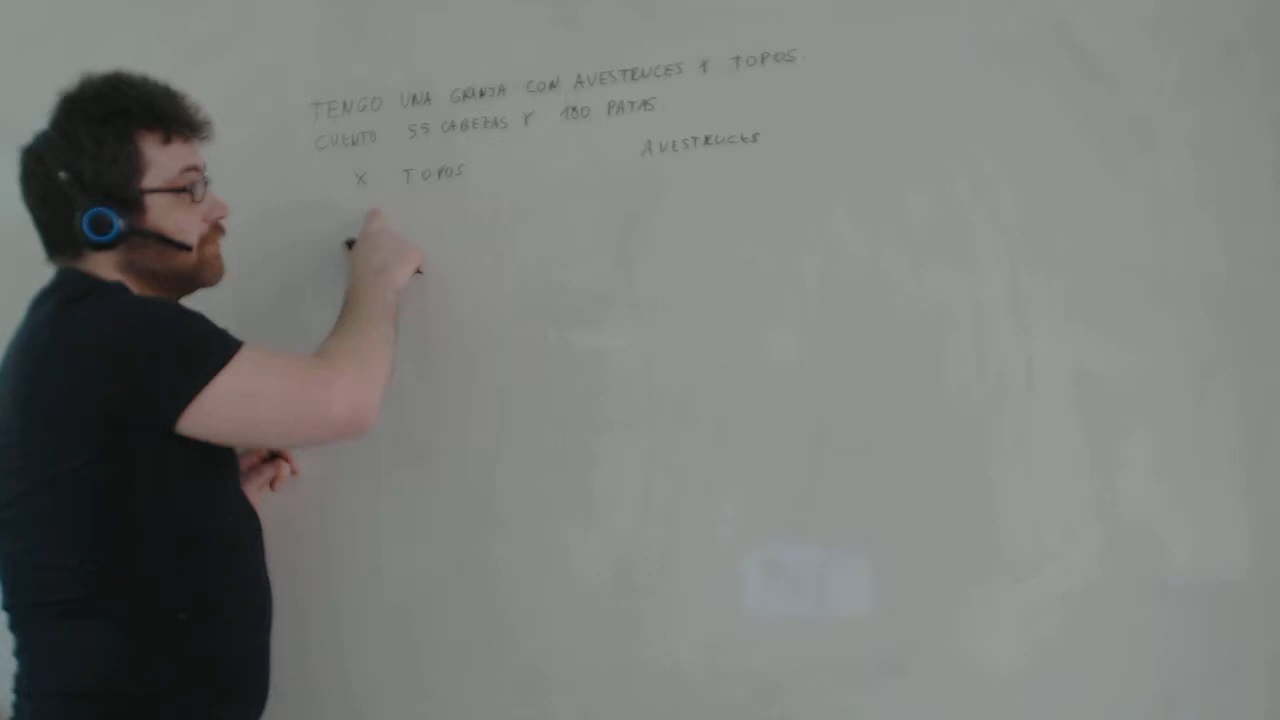 TENGO UNA GRANJA CON AVESTRUCES Y TOPOS.
CUENTO 55 CABEZAS Y 180 PATAS.
X TOPOS AVESTRUCES